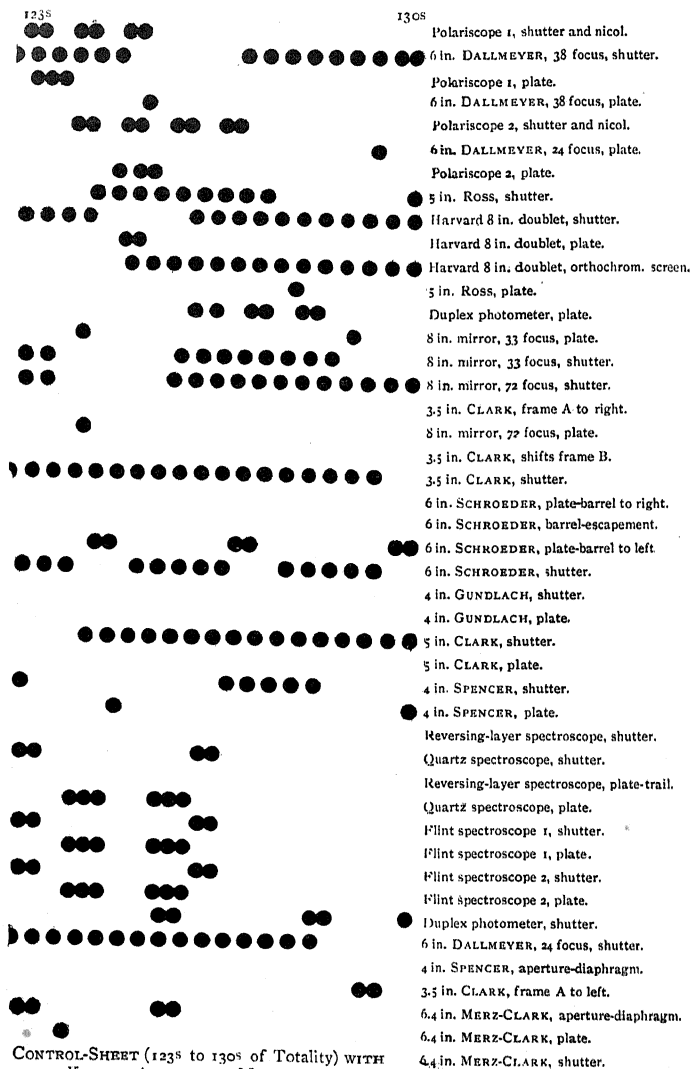 123s
130s
Polariscope 1, shutter and nicol.
6 in. DALLMEYER, 38 focus, shutter.
Polariscope 1, plate.
6 in. DALLMEYER, 38 focus, plate.
Polariscope 2, shutter and nicol.
6 in. DALLMEYER, 24 focus, plate.
Polariscope 2, plate.
5 in. Ross, shutter.
Harvard 8 in. doublet, shutter.
Harvard 8 in. doublet, plate.
Harvard 8 in. doublet, orthochrom. screen.
5 in. Ross, plate.
Duplex photometer, plate.
8 in. mirror, 33 focus, plate.
8 in. mirror, 33 focus, shutter.
8 in. mirror, 72 focus, shutter.
3.5 in. CLARK, frame A to right.
8 in. mirror, 72 focus, plate.
3.5 in. CLARK, shifts frame B.
3.5 in. CLARK, shutter.
6 in. SCHROEDER, plate-barrel to right.
6 in. SCHROEDER, barrel-escapement.
6 in. SCHROEDER, plate-barrel to left.
6 in. SCHROEDER, shutter.
4 in. GUNDLACH, shutter.
4 in. GUNDLACH, plate.
5 in. CLARK, shutter.
5 in. CLARK, plate.
4 in. SPENCER, shutter.
4 in. SPENCER, plate.
Reversing-layer spectroscope, shutter.
Quartz spectroscope, shutter.
Reversing-layer spectroscope, plate-trail.
Quartz spectroscope, plate.
Flint spectroscope 1, shutter.
Flint spectroscope 1, plate.
Flint spectroscope 2, shutter.
Flint spectroscope 2, plate.
Duplex photometer, shutter.
6 in. DALLMEYER, 24 focus, shutter.
4 in. SPENCER, aperture-diaphragm.
3.5 in. CLARK, frame A to left.
6.4 in. MERZ-CLARK, aperture-diaphragm.
6.4 in. MERZ-CLARK, plate.
6.4 in. MERZ-CLARK, shutter.
CONTROL-SHEET (123s to 130s of Totality) WITH